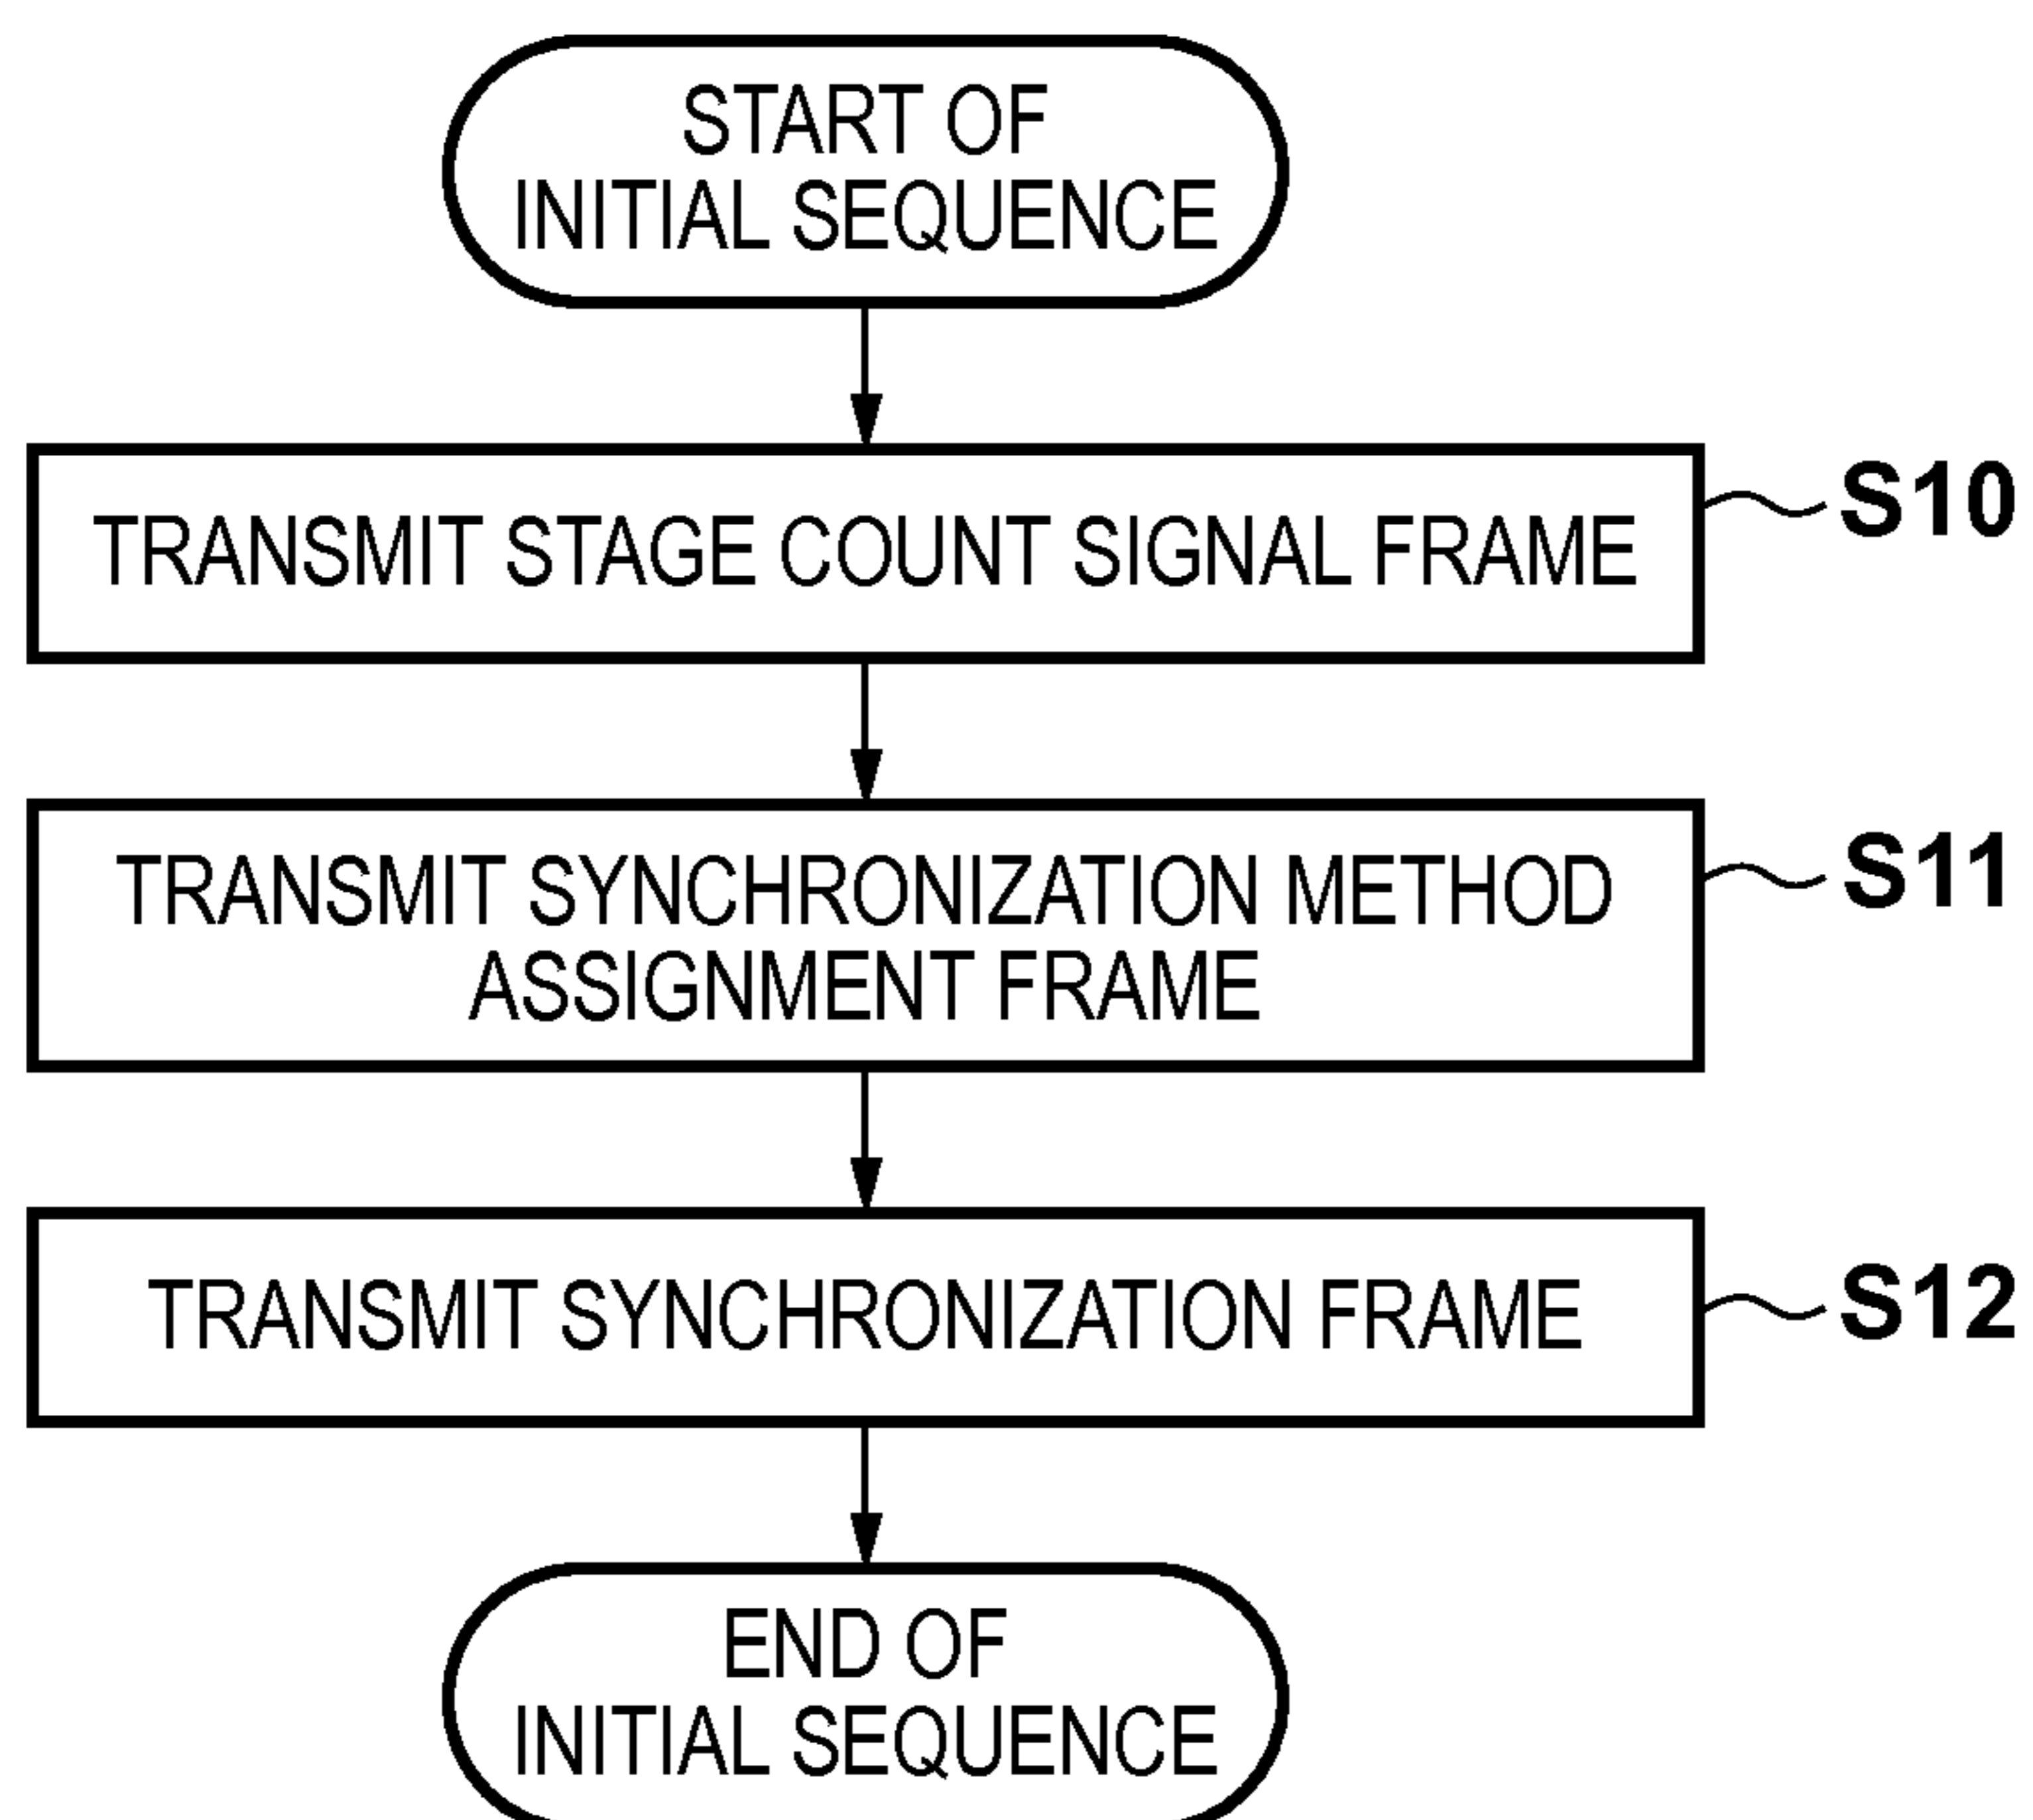 START OF
INITIAL SEQUENCE
TRANSMIT STAGE COUNT SIGNAL FRAME
S10
TRANSMIT SYNCHRONIZATION METHOD
ASSIGNMENT FRAME
S11
TRANSMIT SYNCHRONIZATION FRAME
S12
END OF
INITIAL SEQUENCE